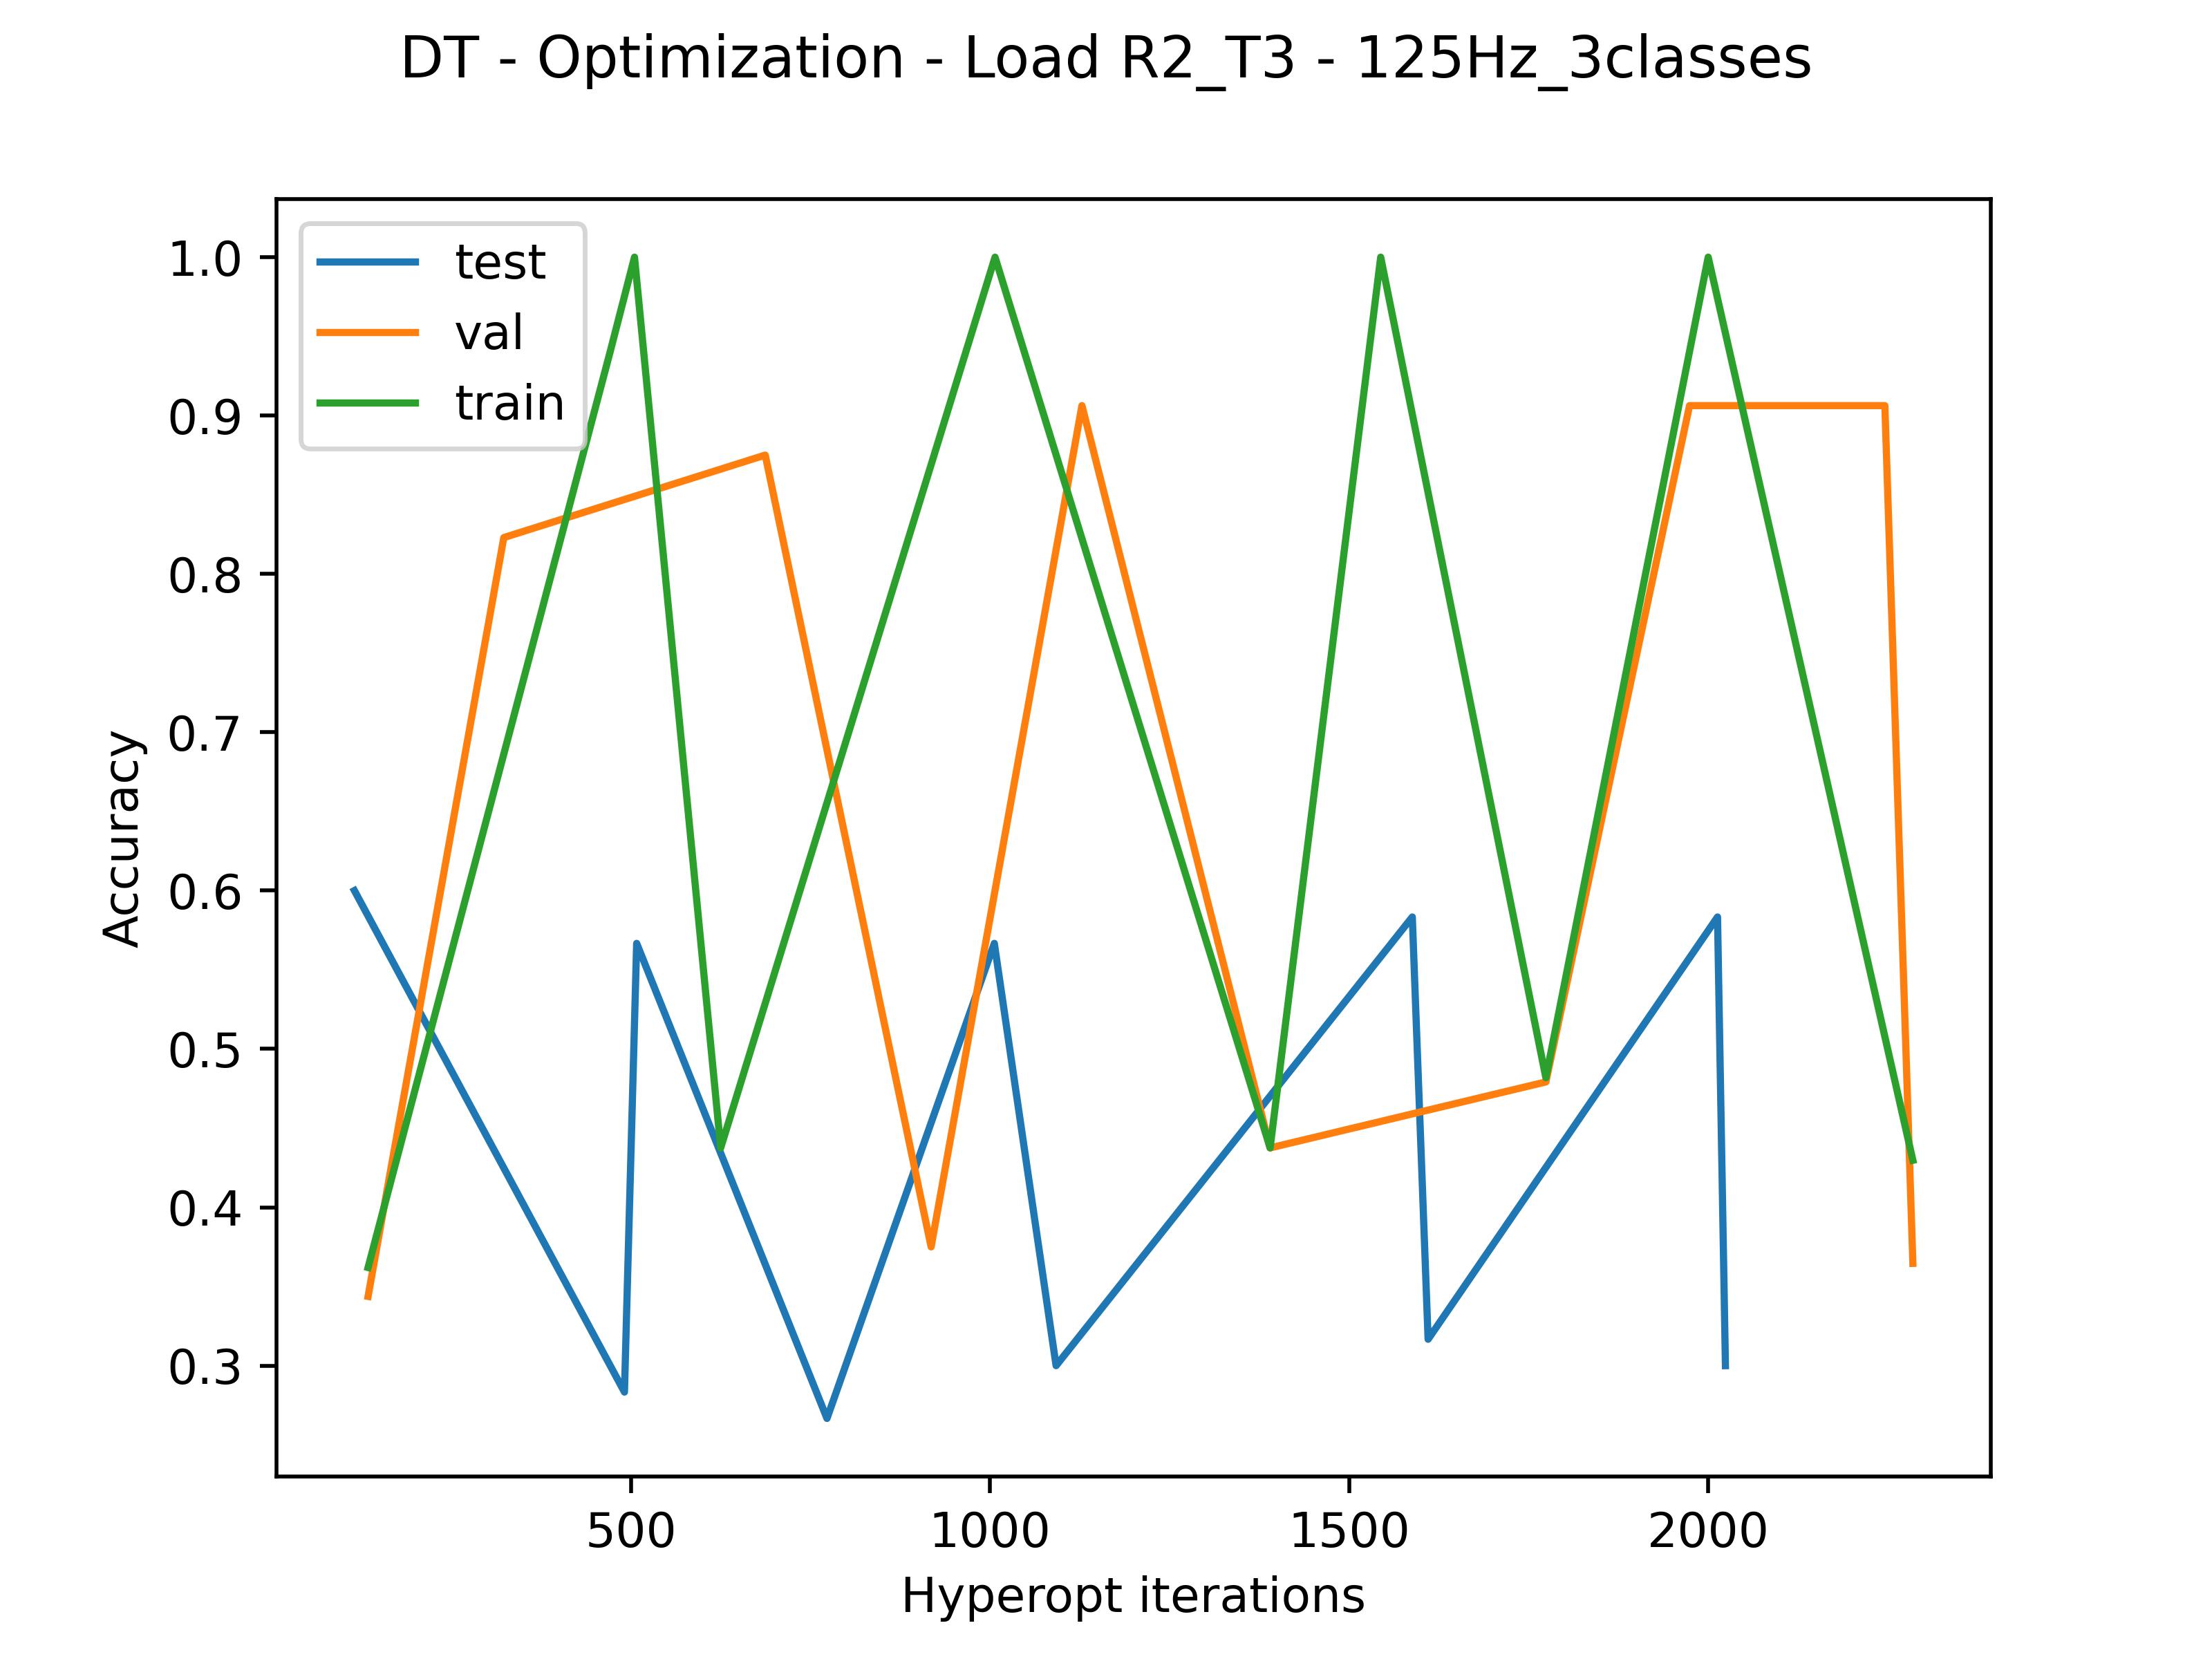 DT - Optimization - Load R2_T3 - 125Hz_3classes
test
val
train
1.0
0.9
0.8
0.7
0.6
0.5
0.4
0.3
Accuracy
500 1000 1500 2000
Hyperopt iterations